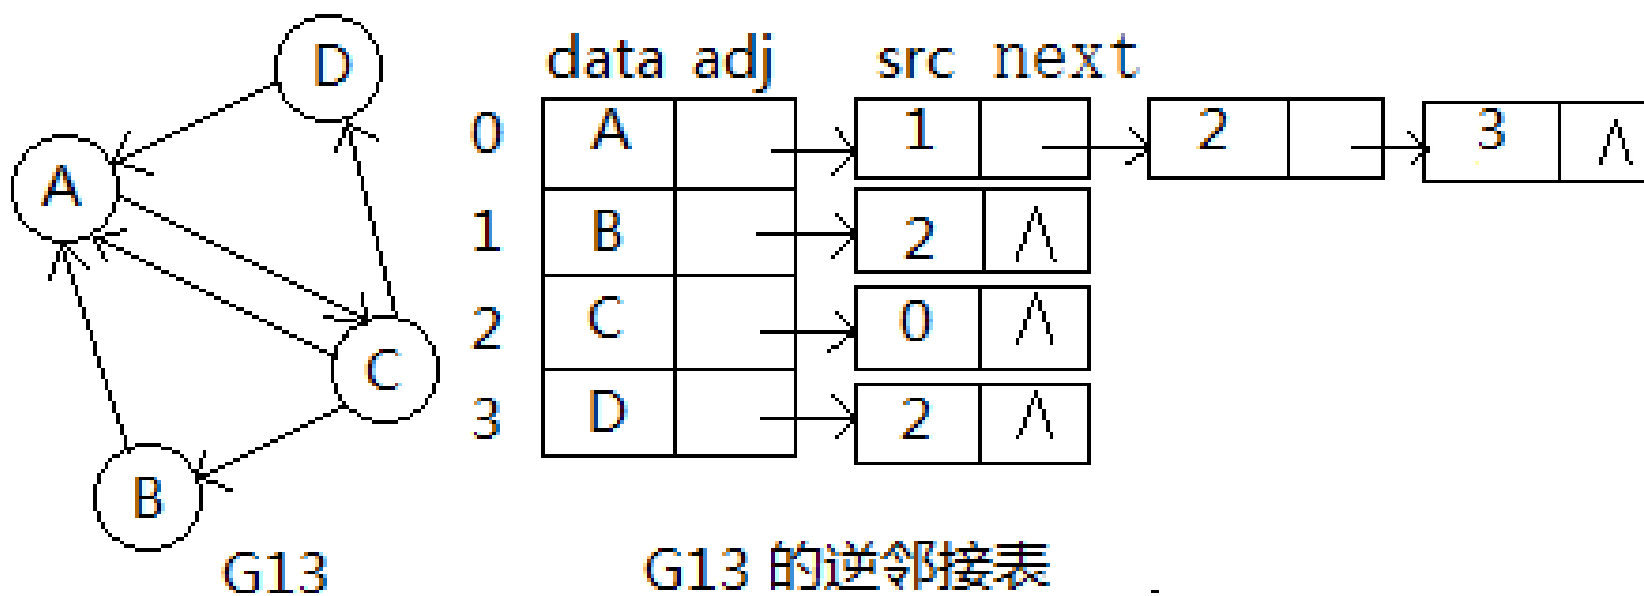 D
A
C
B
G13
data adj src next
0 A 1 2 3 ∧
1 B 2 ∧
2 C 0 ∧
3 D 2 ∧
G13 的逆邻接表